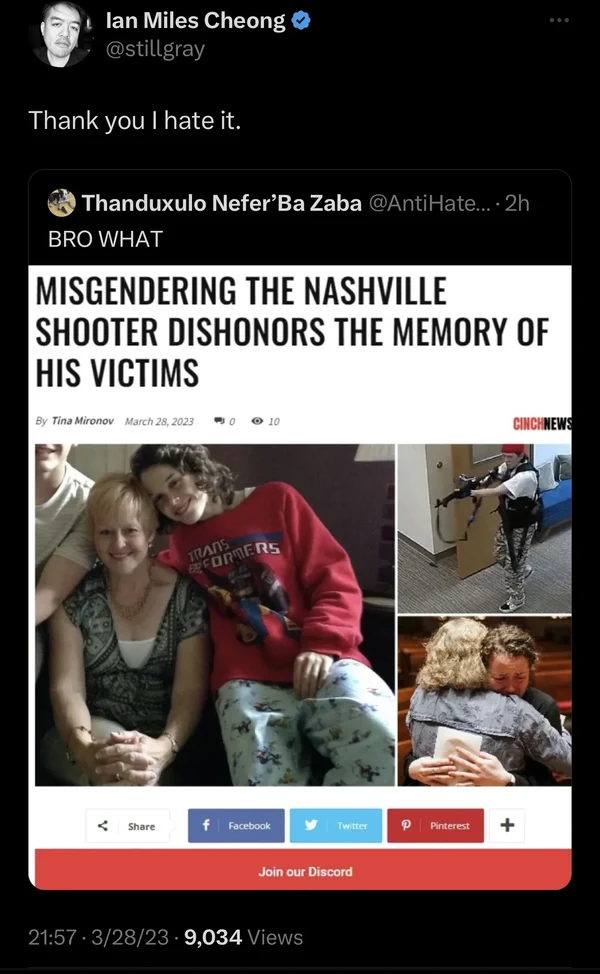 Ian Miles Cheong
@stillgray
Thank you I hate it.
Thanduxulo Nefer'Ba Zaba @AntiHate... · 2h
BRO WHAT
MISGENDERING THE NASHVILLE
SHOOTER DISHONORS THE MEMORY OF
HIS VICTIMS
By Tina Mironov March 28, 2023 0 10
CINCHNEWS
TRANS
FORMERS
Share
Facebook
Twitter
Pinterest
+
Join our Discord
21:57 · 3/28/23 · 9,034 Views